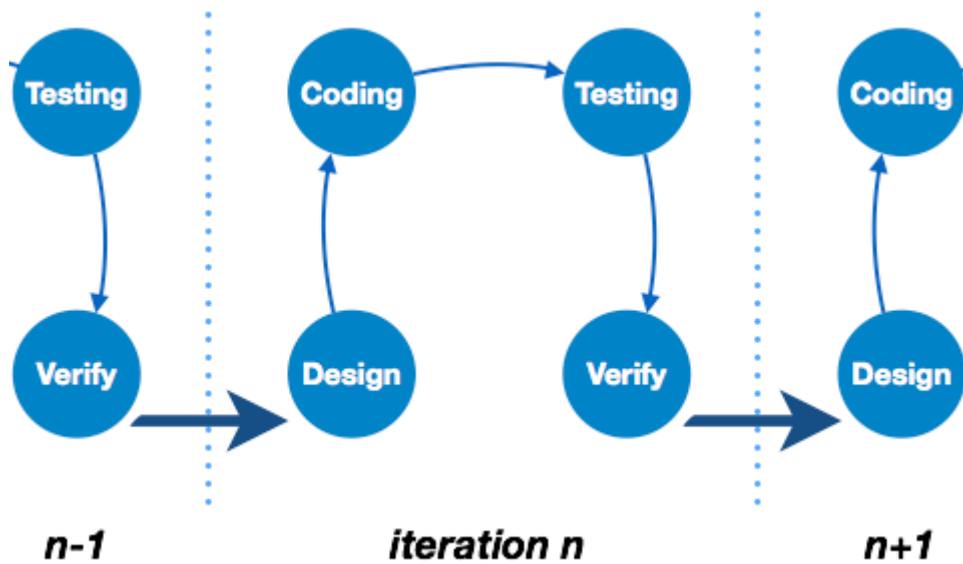 Testing
Coding
Testing
Coding
Verify
Design
Verify
Design
n-1
iteration n
n+1